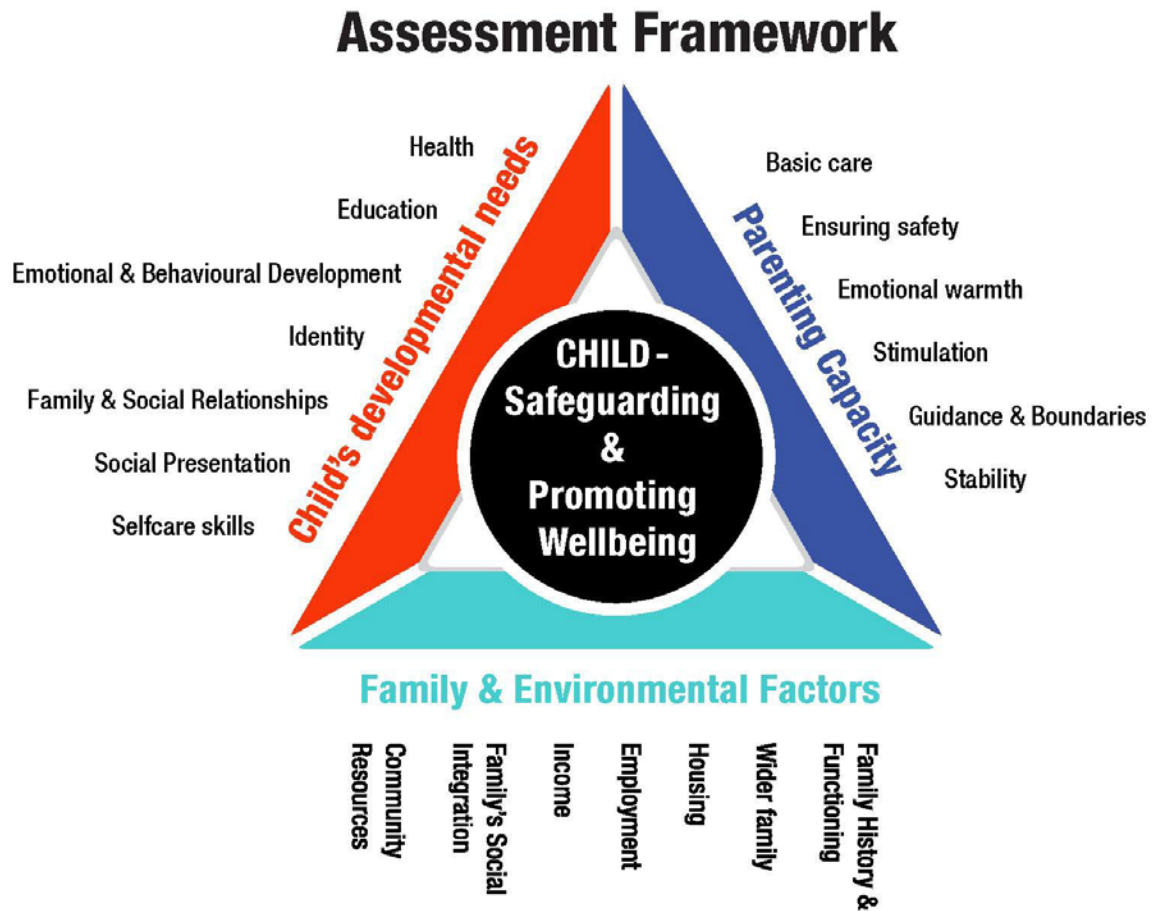 Assessment Framework
Health
Education
Emotional & Behavioural Development
Identity
Family & Social Relationships
Social Presentation
Selfcare skills
Child's developmental needs
CHILD -
Safeguarding
&
Promoting
Wellbeing
Parenting Capacity
Basic care
Ensuring safety
Emotional warmth
Stimulation
Guidance & Boundaries
Stability
Family & Environmental Factors
Community
Resources
Family's Social
Integration
Income
Employment
Housing
Wider family
Family History &
Functioning